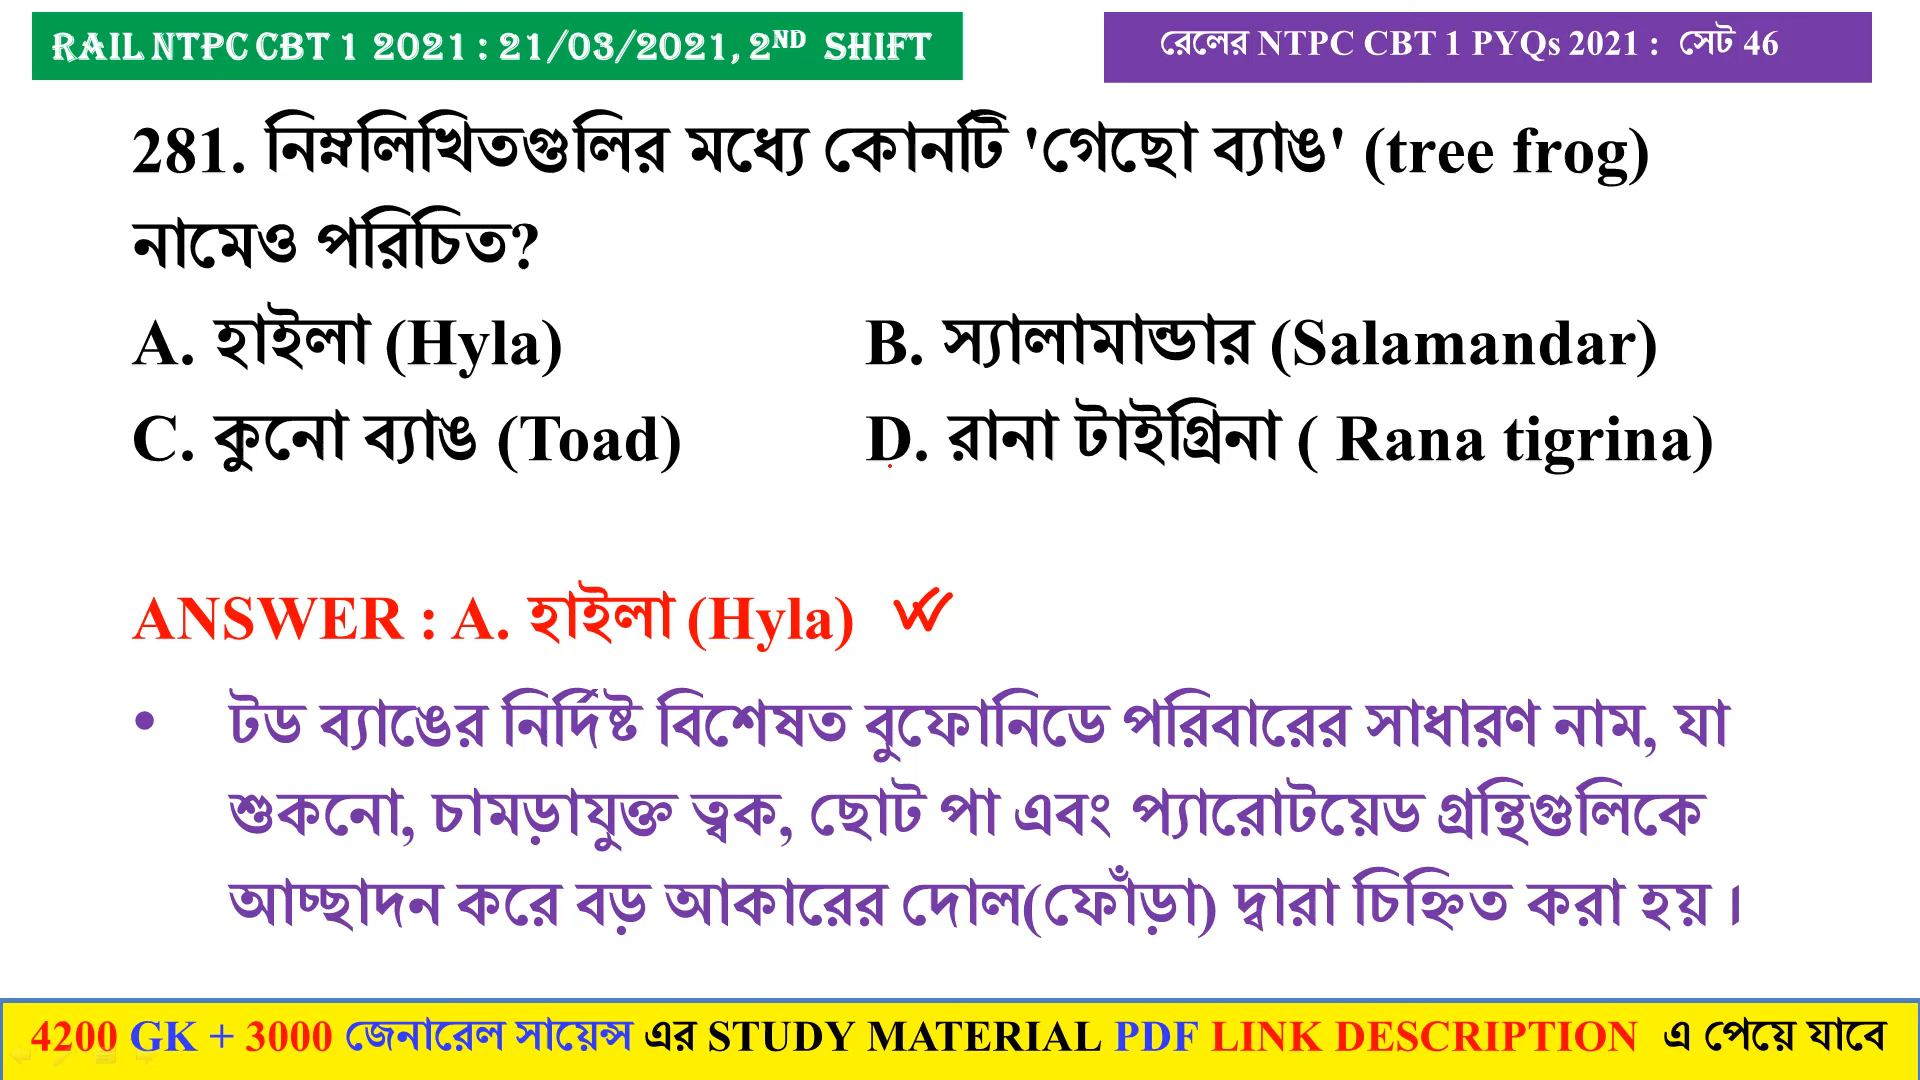 RAIL NTPC CBT 1 2021 : 21/03/2021, 2ND SHIFT
রেলের NTPC CBT 1 PYQs 2021 : সেট 46
281. নিম্নলিখিতগুলির মধ্যে কোনটি 'গেছো ব্যাঙ' (tree frog)
নামেও পরিচিত?
A. হাইলা (Hyla) B. স্যালামান্ডার (Salamandar)
C. কুনো ব্যাঙ (Toad) D. রানা টাইগ্রিনা ( Rana tigrina)
ANSWER : A. হাইলা (Hyla)
• টড ব্যাঙের নির্দিষ্ট বিশেষত বুফোনিডে পরিবারের সাধারণ নাম, যা
শুকনো, চামড়াযুক্ত ত্বক, ছোট পা এবং প্যারোটয়েড গ্রন্থিগুলিকে
আচ্ছাদন করে বড় আকারের দোল(ফোঁড়া) দ্বারা চিহ্নিত করা হয়।
4200 GK + 3000 জেনারেল সায়েন্স এর STUDY MATERIAL PDF LINK DESCRIPTION এ পেয়ে যাবে